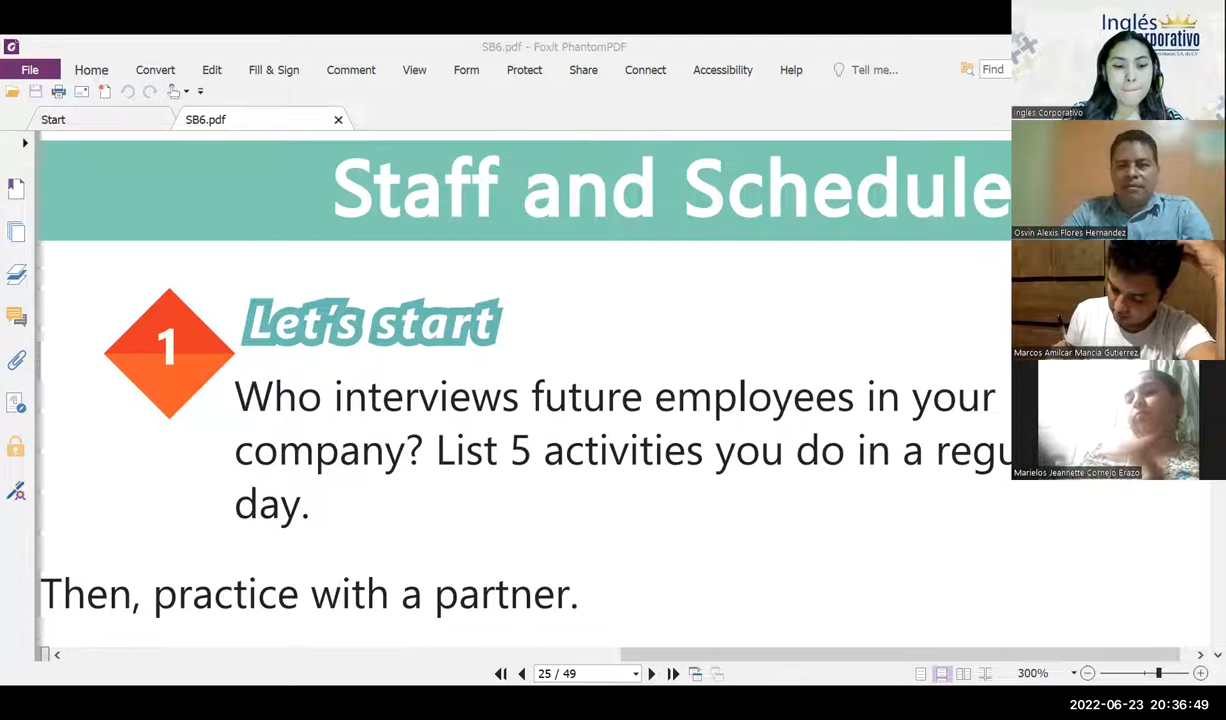 SB6.pdf - Foxit PhantomPDF
File Home Convert Edit Fill & Sign Comment View Form Protect Share Connect Accessibility Help Tell me... Find
Start SB6.pdf
Staff and Schedule
1
Let's start
Who interviews future employees in your
company? List 5 activities you do in a regu
day.
Then, practice with a partner.
25 / 49
300%
Inglés
Corporativo
Ingles Corporativo
Osvin Alexis Flores Hernandez
Marcos Amilcar Mancia Gutierrez
Marielos Jeannette Cornejo Erazo
2022-06-23 20:36:49